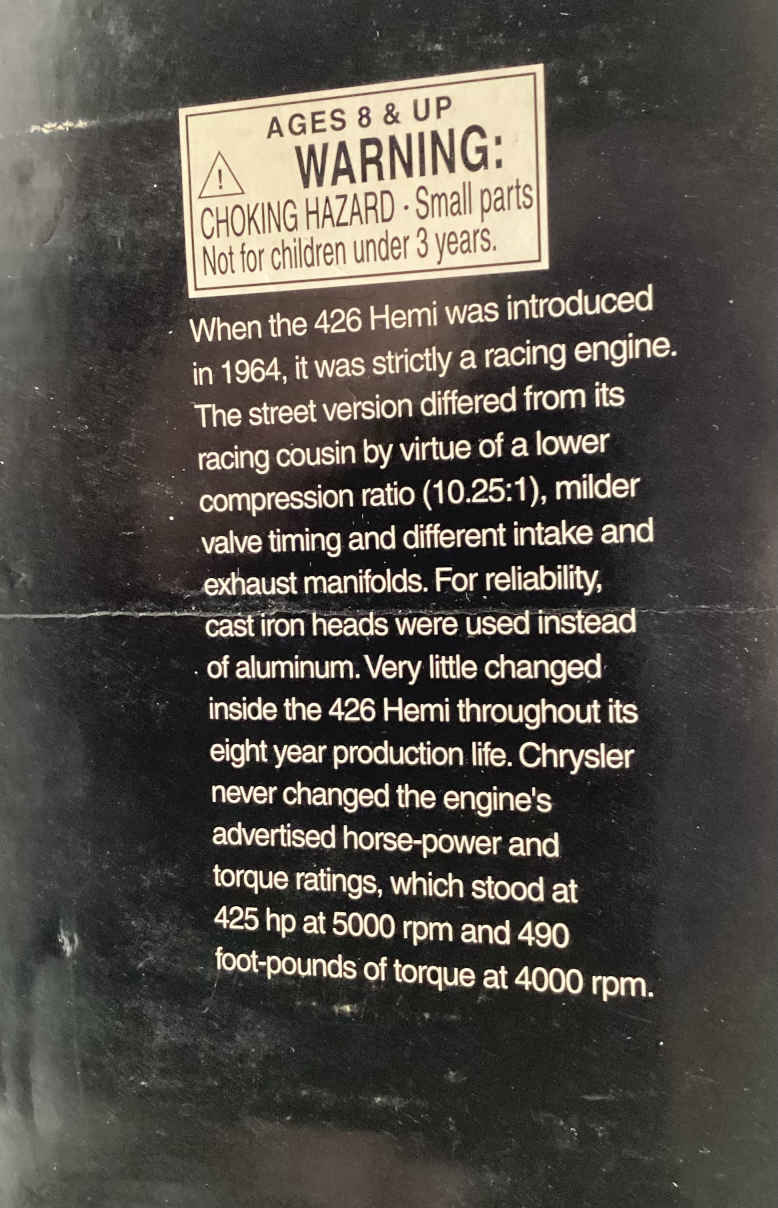 AGES 8 & UP
WARNING:
CHOKING HAZARD · Small parts
Not for children under 3 years.
When the 426 Hemi was introduced
in 1964, it was strictly a racing engine.
The street version differed from its
racing cousin by virtue of a lower
compression ratio (10.25:1), milder
valve timing and different intake and
exhaust manifolds. For reliability,
cast iron heads were used instead
of aluminum. Very little changed
inside the 426 Hemi throughout its
eight year production life. Chrysler
never changed the engine's
advertised horse-power and
torque ratings, which stood at
425 hp at 5000 rpm and 490
foot-pounds of torque at 4000 rpm.